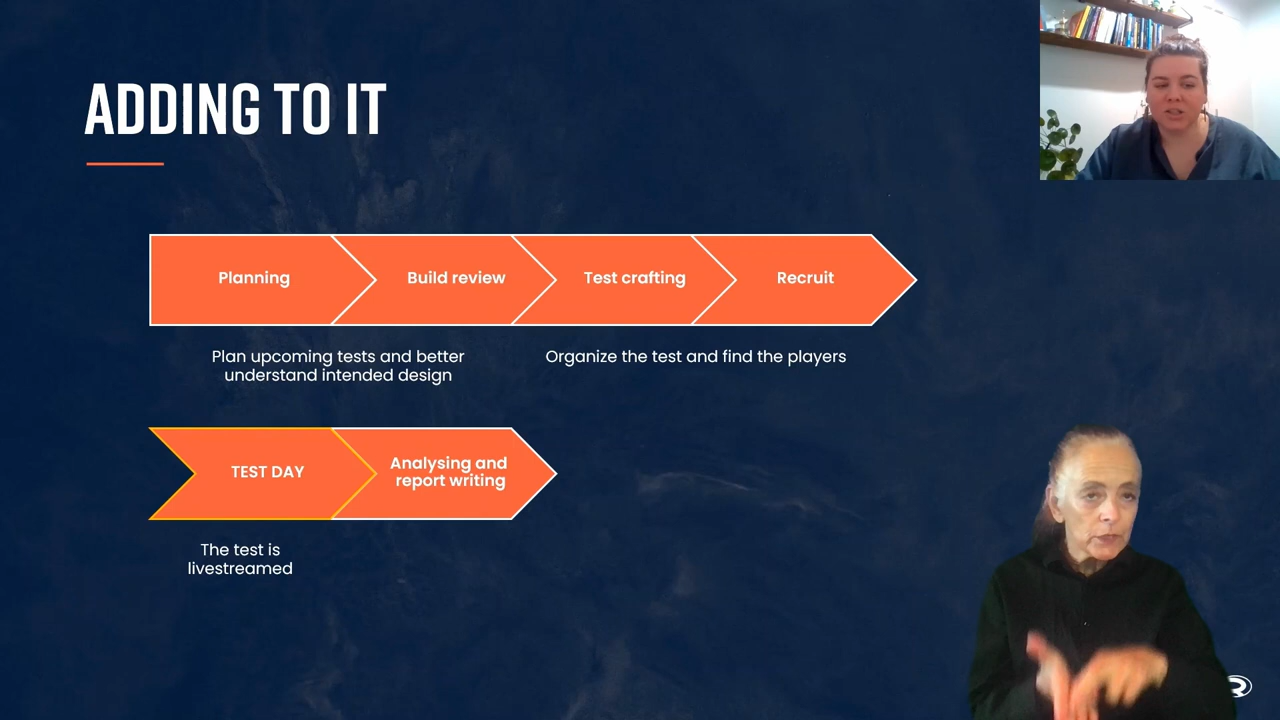 ADDING TO IT
Planning
Build review
Test crafting
Recruit
Plan upcoming tests and better
understand intended design
Organize the test and find the players
TEST DAY
Analysing and
report writing
The test is
livestreamed